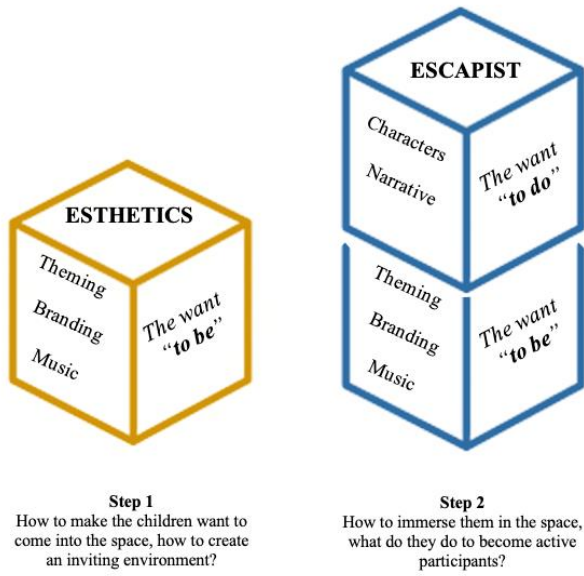 ESTHETICS
Theming
Branding
Music
The want
“to be”
Step 1
How to make the children want to
come into the space, how to create
an inviting environment?
ESCAPIST
Characters
Narrative
The want
“to do”
Theming
Branding
Music
The want
“to be”
Step 2
How to immerse them in the space,
what do they do to become active
participants?